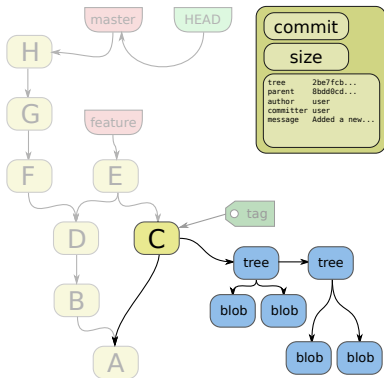 master
HEAD
commit
H
size
tree 2be7fcb...
parent 8bdd0cd...
author user
committer user
message Added a new...
G
feature
F
E
tag
D
C
tree
tree
B
blob
blob
A
blob
blob